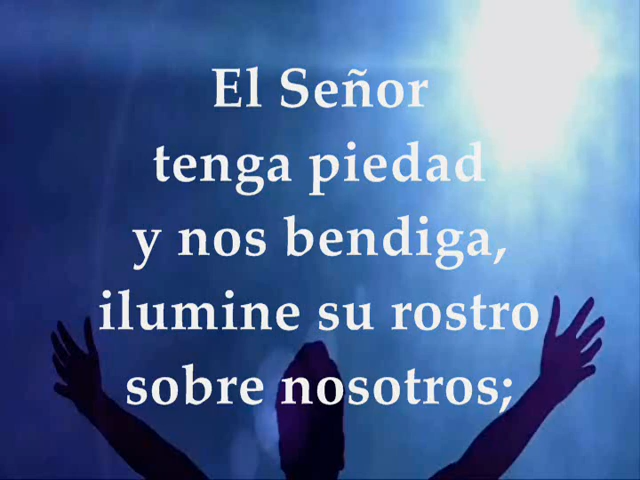 El Señor
tenga piedad
y nos bendiga,
ilumine su rostro
sobre nosotros;